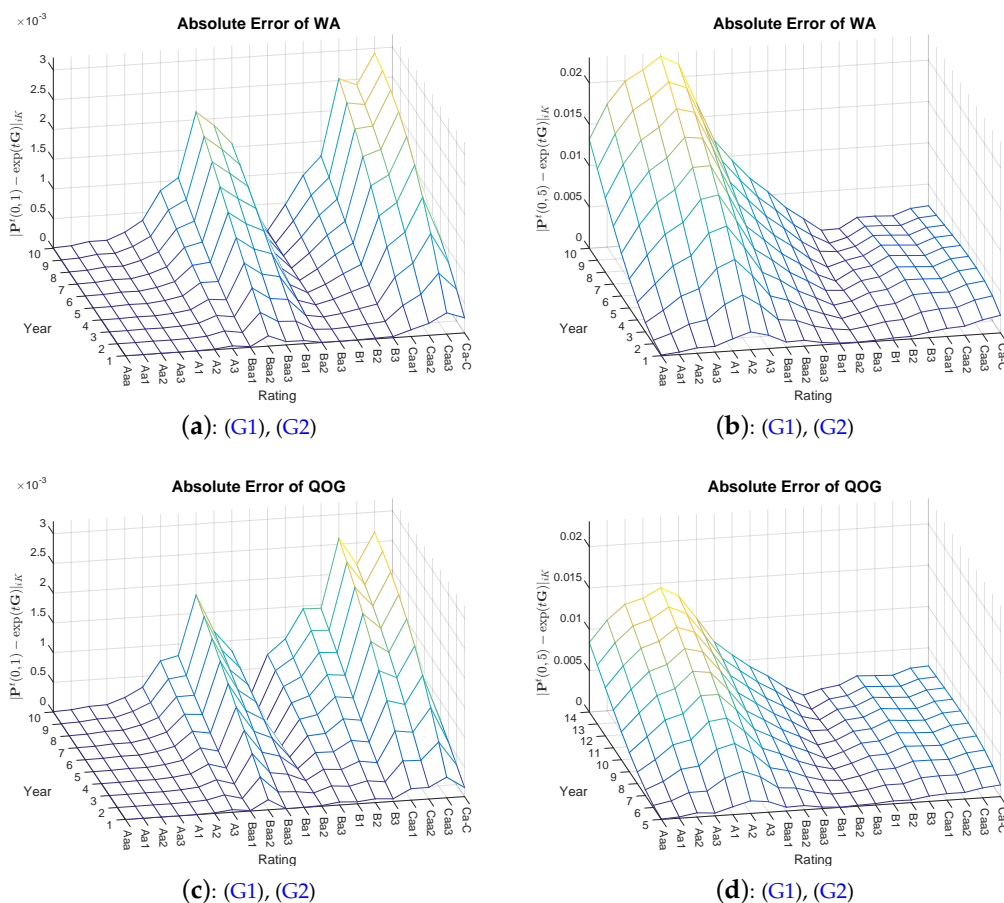 ×10⁻³
Absolute Error of WA
|P^t(0, 1) − exp(tG)|_iK
3
2.5
2
1.5
1
0.5
0
10
9
8
7
6
5
4
3
2
1
Year
Aaa
Aa1
Aa2
Aa3
A1
A2
A3
Baa1
Baa2
Baa3
Ba1
Ba2
Ba3
B1
B2
B3
Caa1
Caa2
Caa3
Ca-C
Rating
(a): (G1), (G2)
Absolute Error of WA
|P^t(0, 5) − exp(tG)|_iK
0.02
0.015
0.01
0.005
0
10
9
8
7
6
5
4
3
2
1
Year
Aaa
Aa1
Aa2
Aa3
A1
A2
A3
Baa1
Baa2
Baa3
Ba1
Ba2
Ba3
B1
B2
B3
Caa1
Caa2
Caa3
Ca-C
Rating
(b): (G1), (G2)
×10⁻³
Absolute Error of QOG
|P^t(0, 1) − exp(tG)|_iK
3
2.5
2
1.5
1
0.5
0
10
9
8
7
6
5
4
3
2
1
Year
Aaa
Aa1
Aa2
Aa3
A1
A2
A3
Baa1
Baa2
Baa3
Ba1
Ba2
Ba3
B1
B2
B3
Caa1
Caa2
Caa3
Ca-C
Rating
(c): (G1), (G2)
Absolute Error of QOG
|P^t(0, 5) − exp(tG)|_iK
0.02
0.015
0.01
0.005
0
14
13
12
11
10
9
8
7
6
5
Year
Aaa
Aa1
Aa2
Aa3
A1
A2
A3
Baa1
Baa2
Baa3
Ba1
Ba2
Ba3
B1
B2
B3
Caa1
Caa2
Caa3
Ca-C
Rating
(d): (G1), (G2)